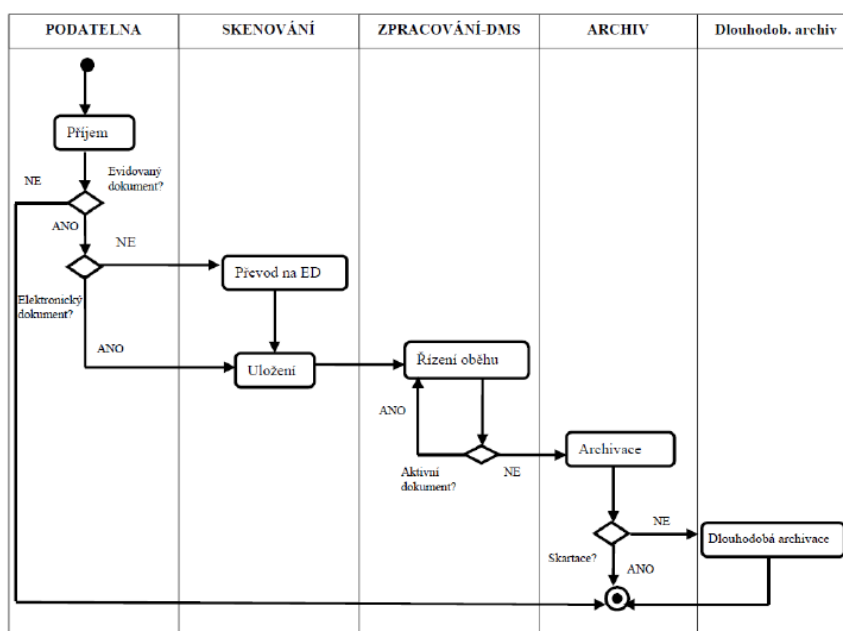 PODATELNA
SKENOVÁNÍ
ZPRACOVÁNÍ-DMS
ARCHIV
Dlouhodob. archiv
Příjem
NE
Evidovaný
dokument?
ANO
NE
Elektronický
dokument?
Převod na ED
ANO
Uložení
Řízení oběhu
ANO
Aktivní
dokument?
NE
Archivace
NE
Skartace?
ANO
Dlouhodobá archivace